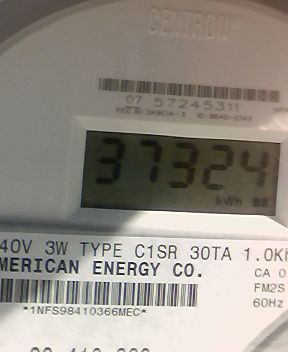 CENTRON®
07 57245311
37324
kWh
40V 3W TYPE C1SR 30TA 1.0K
MERICAN ENERGY CO.
CA 0
FM2S
60Hz
*1NFS98410366MEC*